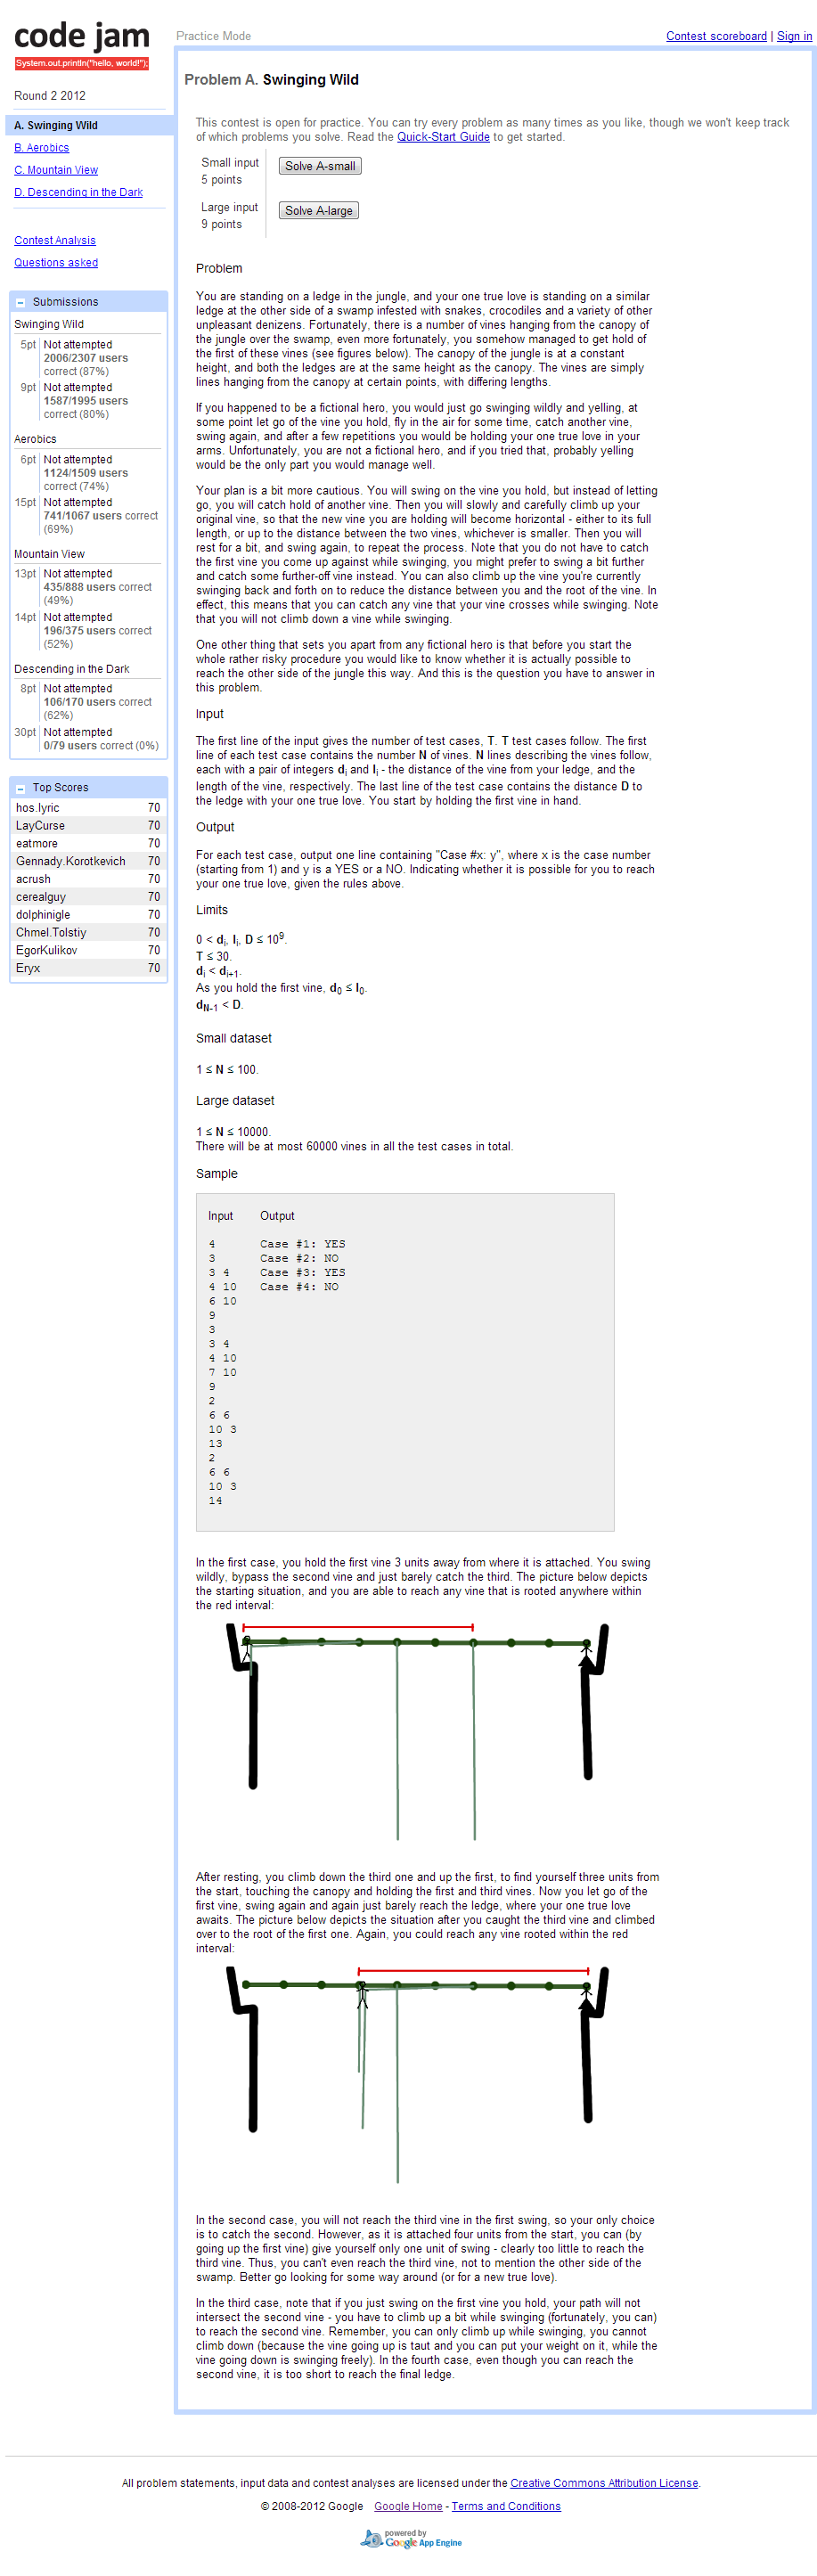 code jam
System.out.println("hello, world!");
Practice Mode
Contest scoreboard | Sign in
Round 2 2012
A. Swinging Wild
B. Aerobics
C. Mountain View
D. Descending in the Dark
Contest Analysis
Questions asked
Submissions
Swinging Wild
5pt Not attempted
2006/2307 users
correct (87%)
9pt Not attempted
1587/1995 users
correct (80%)
Aerobics
6pt Not attempted
1124/1509 users
correct (74%)
15pt Not attempted
741/1067 users correct
(69%)
Mountain View
13pt Not attempted
435/888 users correct
(49%)
14pt Not attempted
196/375 users correct
(52%)
Descending in the Dark
8pt Not attempted
106/170 users correct
(62%)
30pt Not attempted
0/79 users correct (0%)
Top Scores
hos.lyric 70
LayCurse 70
eatmore 70
Gennady.Korotkevich 70
acrush 70
cerealguy 70
dolphinigle 70
Chmel.Tolstiy 70
EgorKulikov 70
Eryx 70
Problem A. Swinging Wild
This contest is open for practice. You can try every problem as many times as you like, though we won't keep track
of which problems you solve. Read the Quick-Start Guide to get started.
Small input
5 points
Solve A-small
Large input
9 points
Solve A-large
Problem
You are standing on a ledge in the jungle, and your one true love is standing on a similar
ledge at the other side of a swamp infested with snakes, crocodiles and a variety of other
unpleasant denizens. Fortunately, there is a number of vines hanging from the canopy of
the jungle over the swamp, even more fortunately, you somehow managed to get hold of
the first of these vines (see figures below). The canopy of the jungle is at a constant
height, and both the ledges are at the same height as the canopy. The vines are simply
lines hanging from the canopy at certain points, with differing lengths.
If you happened to be a fictional hero, you would just go swinging wildly and yelling, at
some point let go of the vine you hold, fly in the air for some time, catch another vine,
swing again, and after a few repetitions you would be holding your one true love in your
arms. Unfortunately, you are not a fictional hero, and if you tried that, probably yelling
would be the only part you would manage well.
Your plan is a bit more cautious. You will swing on the vine you hold, but instead of letting
go, you will catch hold of another vine. Then you will slowly and carefully climb up your
original vine, so that the new vine you are holding will become horizontal - either to its full
length, or up to the distance between the two vines, whichever is smaller. Then you will
rest for a bit, and swing again, to repeat the process. Note that you do not have to catch
the first vine you come up against while swinging, you might prefer to swing a bit further
and catch some further-off vine instead. You can also climb up the vine you're currently
swinging back and forth on to reduce the distance between you and the root of the vine. In
effect, this means that you can catch any vine that your vine crosses while swinging. Note
that you will not climb down a vine while swinging.
One other thing that sets you apart from any fictional hero is that before you start the
whole rather risky procedure you would like to know whether it is actually possible to
reach the other side of the jungle this way. And this is the question you have to answer in
this problem.
Input
The first line of the input gives the number of test cases, T. T test cases follow. The first
line of each test case contains the number N of vines. N lines describing the vines follow,
each with a pair of integers di and li - the distance of the vine from your ledge, and the
length of the vine, respectively. The last line of the test case contains the distance D to
the ledge with your one true love. You start by holding the first vine in hand.
Output
For each test case, output one line containing "Case #x: y", where x is the case number
(starting from 1) and y is a YES or a NO. Indicating whether it is possible for you to reach
your one true love, given the rules above.
Limits
0 < di, li, D ≤ 10⁹.
T ≤ 30.
di < di+1.
As you hold the first vine, d0 ≤ l0.
dN-1 < D.
Small dataset
1 ≤ N ≤ 100.
Large dataset
1 ≤ N ≤ 10000.
There will be at most 60000 vines in all the test cases in total.
Sample
Input Output
4 Case #1: YES
3 Case #2: NO
3 4 Case #3: YES
4 10 Case #4: NO
6 10
9
3
3 4
4 10
7 10
9
2
6 6
10 3
13
2
6 6
10 3
14
In the first case, you hold the first vine 3 units away from where it is attached. You swing
wildly, bypass the second vine and just barely catch the third. The picture below depicts
the starting situation, and you are able to reach any vine that is rooted anywhere within
the red interval:
After resting, you climb down the third one and up the first, to find yourself three units from
the start, touching the canopy and holding the first and third vines. Now you let go of the
first vine, swing again and again just barely reach the ledge, where your one true love
awaits. The picture below depicts the situation after you caught the third vine and climbed
over to the root of the first one. Again, you could reach any vine rooted within the red
interval:
In the second case, you will not reach the third vine in the first swing, so your only choice
is to catch the second. However, as it is attached four units from the start, you can (by
going up the first vine) give yourself only one unit of swing - clearly too little to reach the
third vine. Thus, you can't even reach the third vine, not to mention the other side of the
swamp. Better go looking for some way around (or for a new true love).
In the third case, note that if you just swing on the first vine you hold, your path will not
intersect the second vine - you have to climb up a bit while swinging (fortunately, you can)
to reach the second vine. Remember, you can only climb up while swinging, you cannot
climb down (because the vine going up is taut and you can put your weight on it, while the
vine going down is swinging freely). In the fourth case, even though you can reach the
second vine, it is too short to reach the final ledge.
All problem statements, input data and contest analyses are licensed under the Creative Commons Attribution License.
© 2008-2012 Google Google Home - Terms and Conditions
powered by
Google App Engine